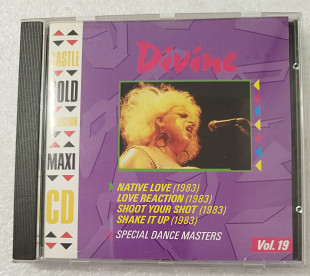 CASTLE
GOLD
COLLECTION
MAXI
CD
Divine
NATIVE LOVE (1983)
LOVE REACTION (1983)
SHOOT YOUR SHOT (1983)
SHAKE IT UP (1983)
SPECIAL DANCE MASTERS
Vol. 19